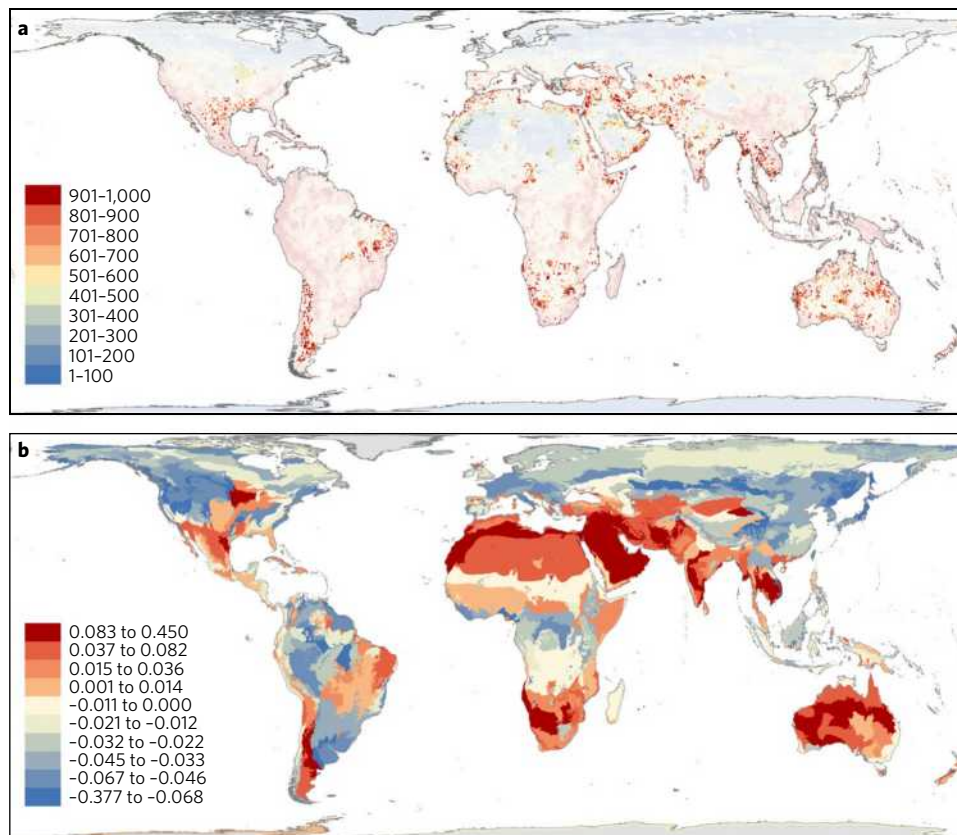 a
901–1,000
801–900
701–800
601–700
501–600
401–500
301–400
201–300
101–200
1–100
b
0.083 to 0.450
0.037 to 0.082
0.015 to 0.036
0.001 to 0.014
–0.011 to 0.000
–0.021 to –0.012
–0.032 to –0.022
–0.045 to –0.033
–0.067 to –0.046
–0.377 to –0.068